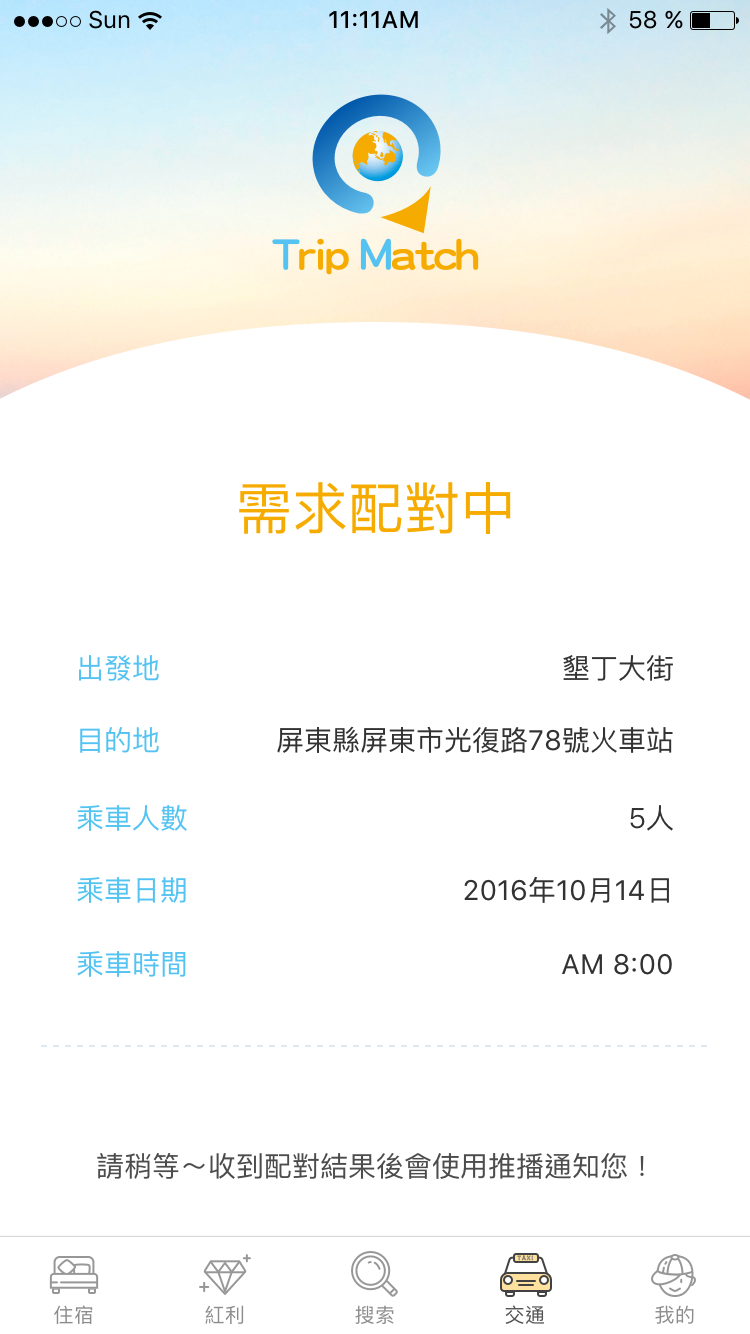 Sun 11:11AM 58 %
Trip Match
需求配對中
出發地 墾丁大街
目的地 屏東縣屏東市光復路78號火車站
乘車人數 5人
乘車日期 2016年10月14日
乘車時間 AM 8:00
請稍等～收到配對結果後會使用推播通知您！
TAXI
住宿 紅利 搜索 交通 我的